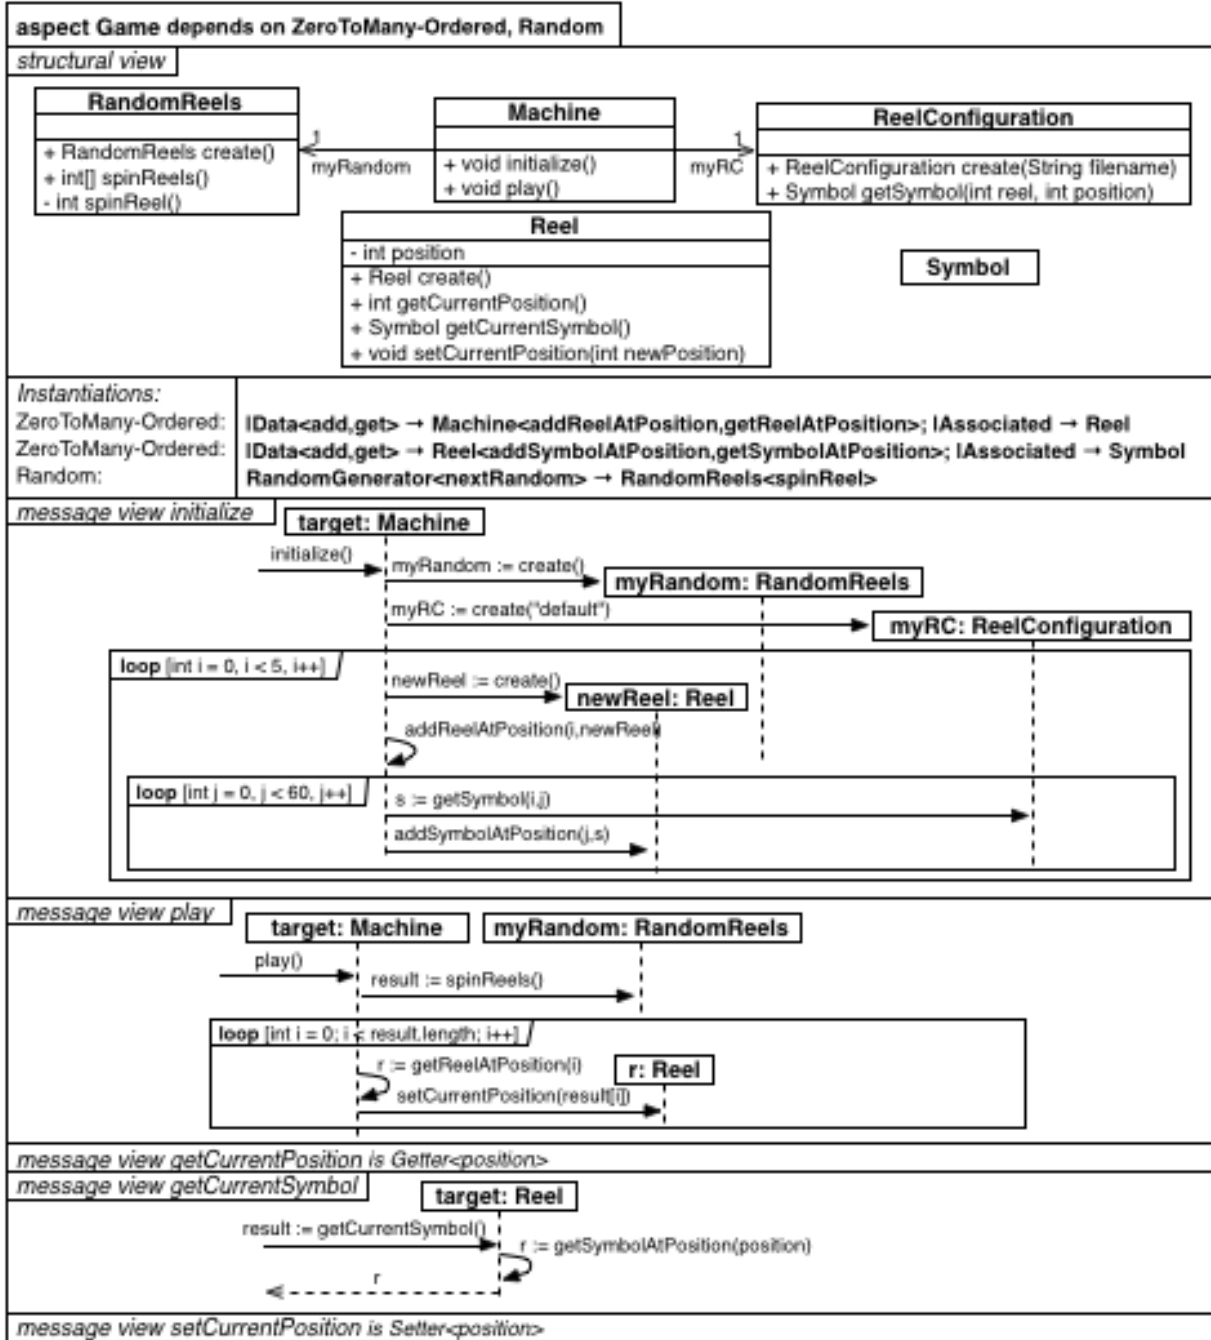 aspect Game depends on ZeroToMany-Ordered, Random
structural view
RandomReels
+ RandomReels create()
+ int[] spinReels()
- int spinReel()
1
myRandom
Machine
+ void initialize()
+ void play()
1
myRC
ReelConfiguration
+ ReelConfiguration create(String filename)
+ Symbol getSymbol(int reel, int position)
Reel
- int position
+ Reel create()
+ int getCurrentPosition()
+ Symbol getCurrentSymbol()
+ void setCurrentPosition(int newPosition)
Symbol
Instantiations:
ZeroToMany-Ordered: |Data<add,get> → Machine<addReelAtPosition,getReelAtPosition>; |Associated → Reel
ZeroToMany-Ordered: |Data<add,get> → Reel<addSymbolAtPosition,getSymbolAtPosition>; |Associated → Symbol
Random: RandomGenerator<nextRandom> → RandomReels<spinReel>
message view initialize
target: Machine
initialize()
myRandom := create()
myRandom: RandomReels
myRC := create("default")
myRC: ReelConfiguration
loop [int i = 0, i < 5, i++]
newReel := create()
newReel: Reel
addReelAtPosition(i,newReel)
loop [int j = 0, j < 60, j++]
s := getSymbol(i,j)
addSymbolAtPosition(j,s)
message view play
target: Machine
myRandom: RandomReels
play()
result := spinReels()
loop [int i = 0; i < result.length; i++]
r := getReelAtPosition(i)
r: Reel
setCurrentPosition(result[i])
message view getCurrentPosition is Getter<position>
message view getCurrentSymbol
target: Reel
result := getCurrentSymbol()
r := getSymbolAtPosition(position)
r
message view setCurrentPosition is Setter<position>